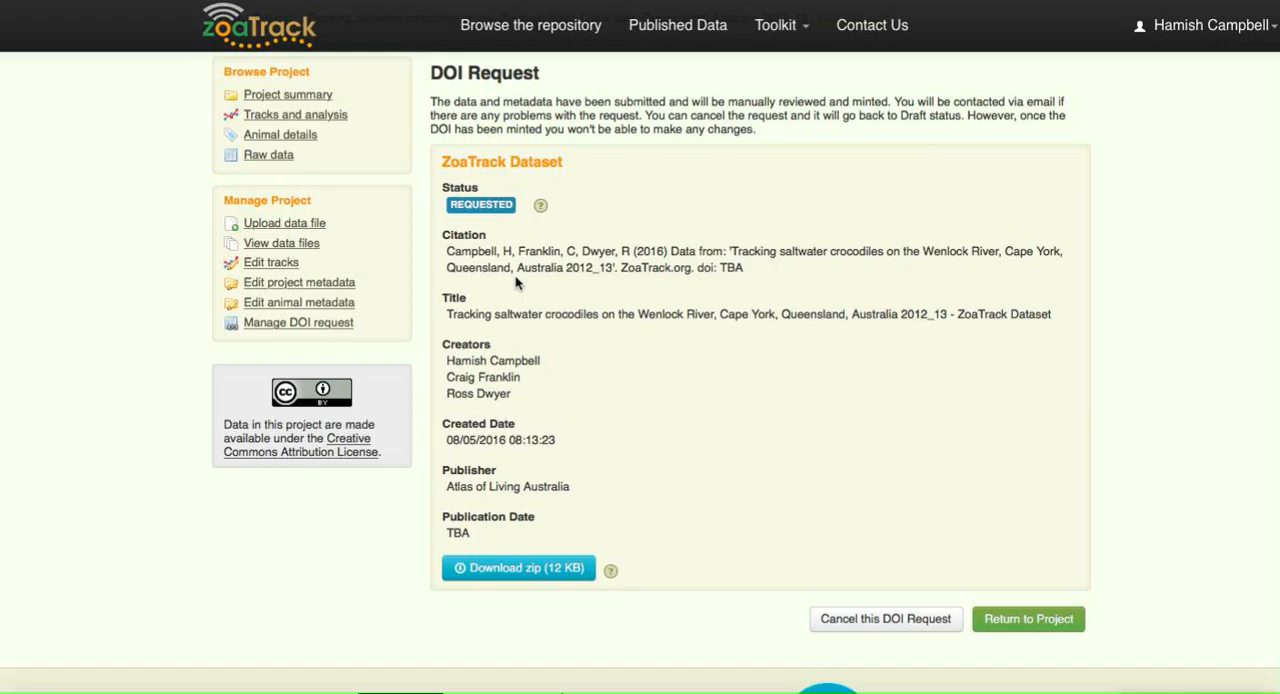 zoaTrack
Browse the repository
Published Data
Toolkit
Contact Us
Hamish Campbell
Browse Project
Project summary
Tracks and analysis
Animal details
Raw data
Manage Project
Upload data file
View data files
Edit tracks
Edit project metadata
Edit animal metadata
Manage DOI request
cc
BY
Data in this project are made
available under the Creative
Commons Attribution License.
DOI Request
The data and metadata have been submitted and will be manually reviewed and minted. You will be contacted via email if
there are any problems with the request. You can cancel the request and it will go back to Draft status. However, once the
DOI has been minted you won't be able to make any changes.
ZoaTrack Dataset
Status
REQUESTED ?
Citation
Campbell, H, Franklin, C, Dwyer, R (2016) Data from: 'Tracking saltwater crocodiles on the Wenlock River, Cape York,
Queensland, Australia 2012_13'. ZoaTrack.org. doi: TBA
Title
Tracking saltwater crocodiles on the Wenlock River, Cape York, Queensland, Australia 2012_13 - ZoaTrack Dataset
Creators
Hamish Campbell
Craig Franklin
Ross Dwyer
Created Date
08/05/2016 08:13:23
Publisher
Atlas of Living Australia
Publication Date
TBA
Download zip (12 KB) ?
Cancel this DOI Request
Return to Project